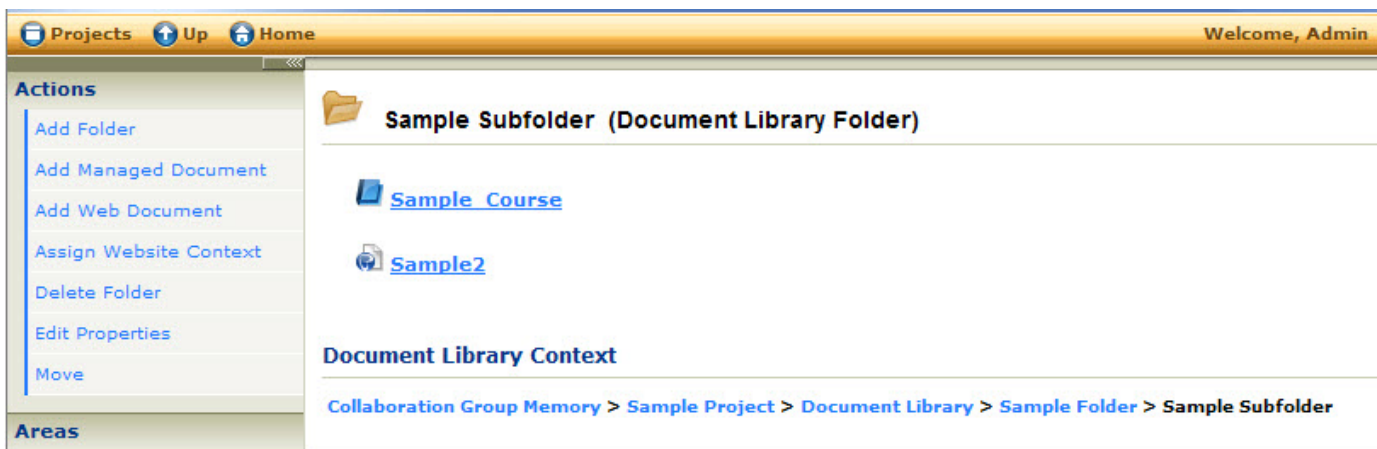 Projects Up Home Welcome, Admin
Actions
Add Folder
Add Managed Document
Add Web Document
Assign Website Context
Delete Folder
Edit Properties
Move
Areas
Sample Subfolder (Document Library Folder)
Sample Course
Sample2
Document Library Context
Collaboration Group Memory > Sample Project > Document Library > Sample Folder > Sample Subfolder